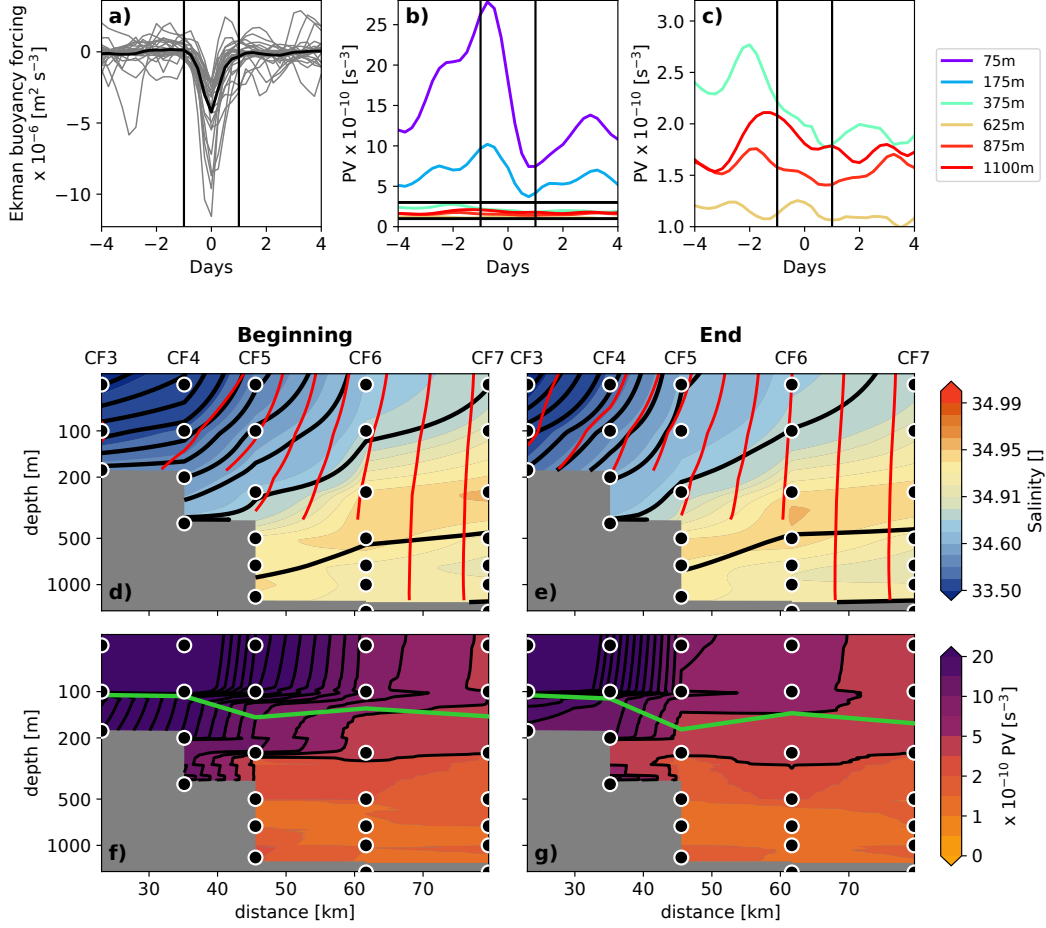 a)
Ekman buoyancy forcing
x 10⁻⁶ [m² s⁻³]
0
−5
−10
−4 −2 0 2 4
Days
b)
PV x 10⁻¹⁰ [s⁻³]
25
20
15
10
5
0
−4 −2 0 2 4
Days
c)
PV x 10⁻¹⁰ [s⁻³]
3.0
2.5
2.0
1.5
1.0
−4 −2 0 2 4
Days
75m
175m
375m
625m
875m
1100m
Beginning
CF3 CF4 CF5 CF6 CF7
depth [m]
100
200
500
1000
d)
End
CF3 CF4 CF5 CF6 CF7
e)
34.99
34.95
34.91
34.60
33.50
Salinity []
depth [m]
100
200
500
1000
f)
30 40 50 60 70
distance [km]
g)
30 40 50 60 70
distance [km]
20
10
5
2
1
0
x 10⁻¹⁰ PV [s⁻³]